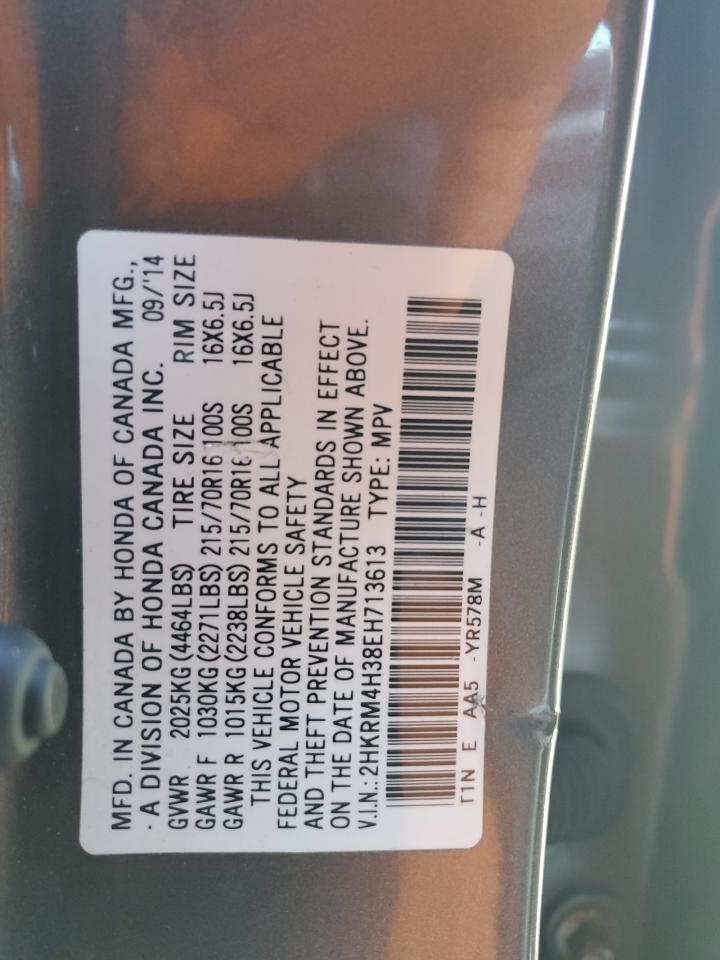 MFD. IN CANADA BY HONDA OF CANADA MFG.,
- A DIVISION OF HONDA CANADA INC. 09/'14
GVWR 2025KG (4464LBS) TIRE SIZE RIM SIZE
GAWR F 1030KG (2271LBS) 215/70R16 100S 16X6.5J
GAWR R 1015KG (2238LBS) 215/70R16 100S 16X6.5J
THIS VEHICLE CONFORMS TO ALL APPLICABLE
FEDERAL MOTOR VEHICLE SAFETY
AND THEFT PREVENTION STANDARDS IN EFFECT
ON THE DATE OF MANUFACTURE SHOWN ABOVE.
V.I.N.: 2HKRM4H38EH713613 TYPE: MPV
T1N E AA5 -YR578M -A -H